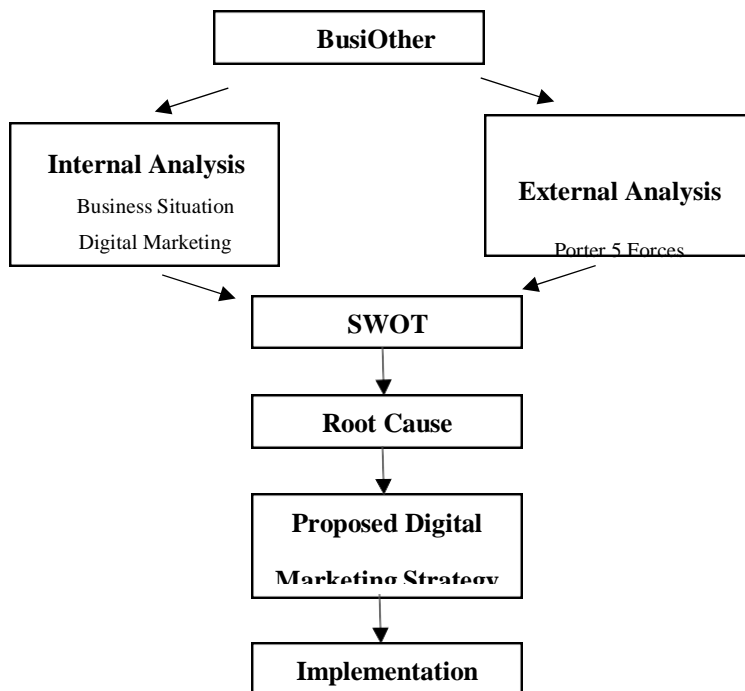 BusiOther
Internal Analysis
Business Situation
Digital Marketing
External Analysis
Porter 5 Forces
SWOT
Root Cause
Proposed Digital
Marketing Strategy
Implementation